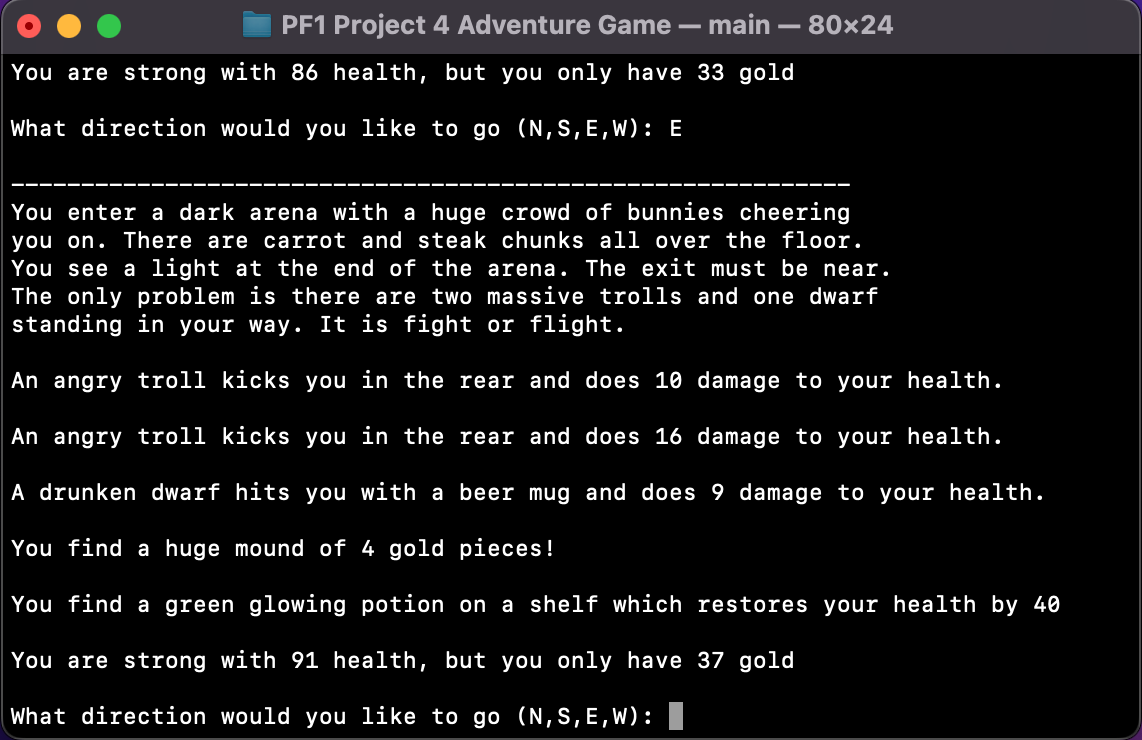 PF1 Project 4 Adventure Game — main — 80×24
You are strong with 86 health, but you only have 33 gold
What direction would you like to go (N,S,E,W): E
------------------------------------------------------------
You enter a dark arena with a huge crowd of bunnies cheering
you on. There are carrot and steak chunks all over the floor.
You see a light at the end of the arena. The exit must be near.
The only problem is there are two massive trolls and one dwarf
standing in your way. It is fight or flight.
An angry troll kicks you in the rear and does 10 damage to your health.
An angry troll kicks you in the rear and does 16 damage to your health.
A drunken dwarf hits you with a beer mug and does 9 damage to your health.
You find a huge mound of 4 gold pieces!
You find a green glowing potion on a shelf which restores your health by 40
You are strong with 91 health, but you only have 37 gold
What direction would you like to go (N,S,E,W):